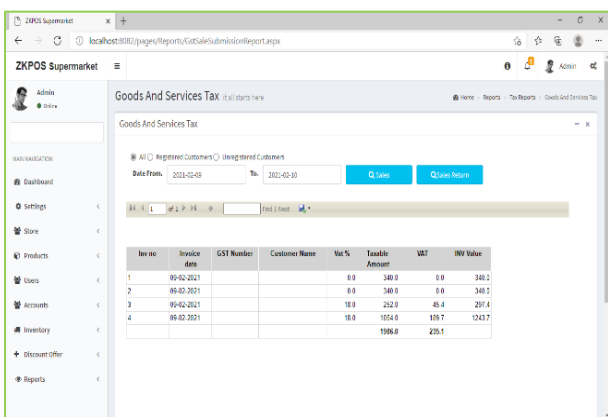 ZKPOS Supermarket
localhost:3082/pages/Reports/GstSaleSubmissionReport.aspx
ZKPOS Supermarket
Admin
Admin
Online
Goods And Services Tax it all starts here
Home > Reports > Tax Reports > Goods And Services Tax
Goods And Services Tax
MAIN NAVIGATION
All Registered Customers Unregistered Customers
Date From. 2021-02-09 To. 2021-02-10 Sales Sales Return
Dashboard
Settings
Store
Products
Users
Accounts
Inventory
Discount Offer
Reports
1 of 1 Find | Next
Inv no Invoice date GST Number Customer Name Vat % Taxable Amount VAT INV Value
1 09-02-2021 0.0 340.0 0.0 340.0
2 09-02-2021 0.0 340.0 0.0 340.0
3 09-02-2021 18.0 252.0 45.4 297.4
4 09-02-2021 18.0 1054.0 189.7 1243.7
1986.0 235.1